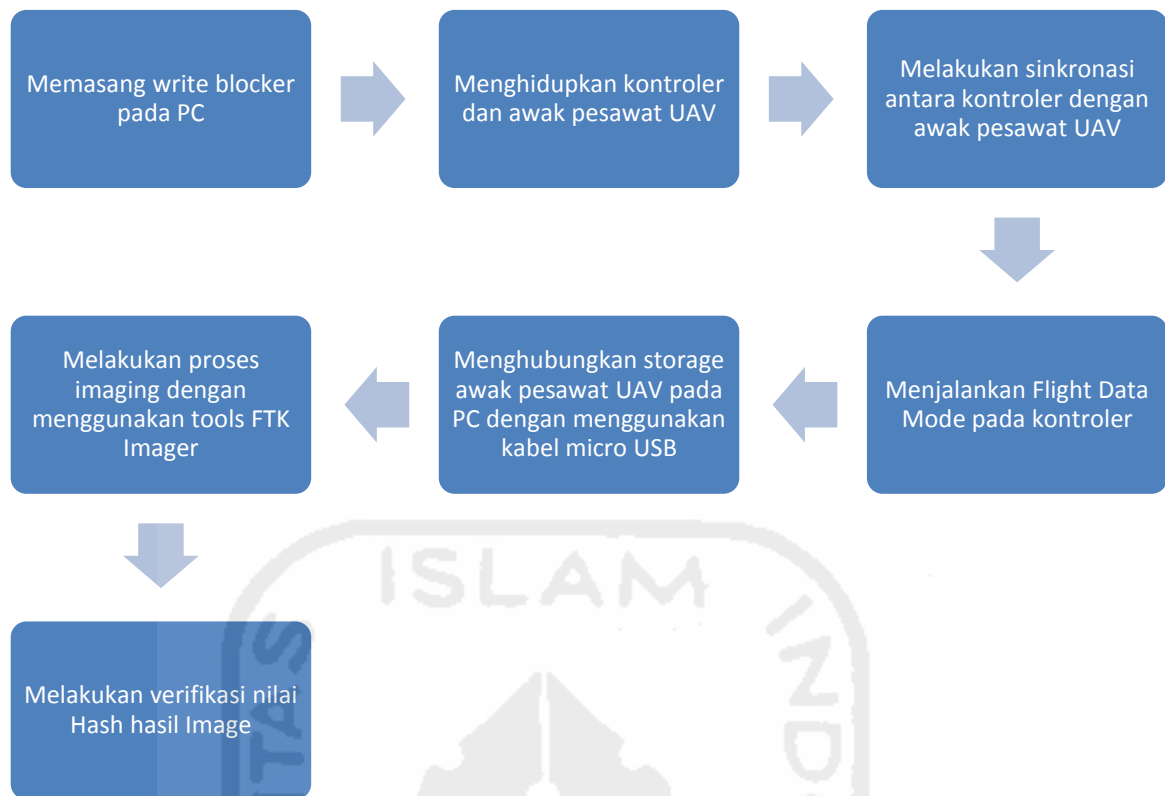 Memasang write blocker
pada PC
Menghidupkan kontroler
dan awak pesawat UAV
Melakukan sinkronasi
antara kontroler dengan
awak pesawat UAV
Menjalankan Flight Data
Mode pada kontroler
Menghubungkan storage
awak pesawat UAV pada
PC dengan menggunakan
kabel micro USB
Melakukan proses
imaging dengan
menggunakan tools FTK
Imager
Melakukan verifikasi nilai
Hash hasil Image
ISLAM
TAS
IND